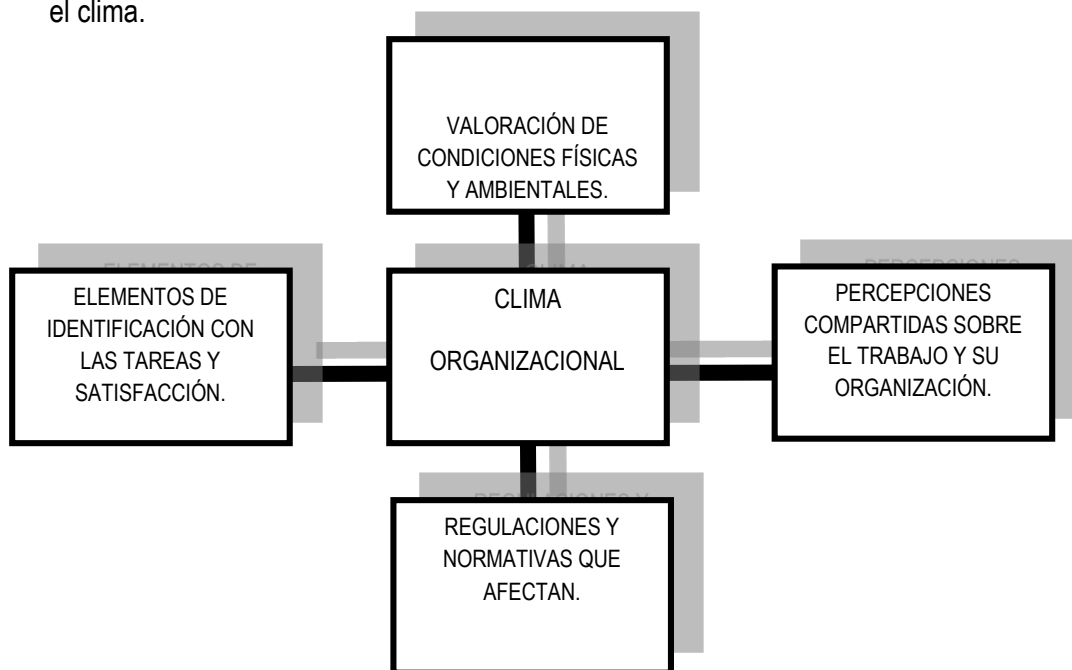 el clima.
VALORACIÓN DE
CONDICIONES FÍSICAS
Y AMBIENTALES.
ELEMENTOS DE
IDENTIFICACIÓN CON
LAS TAREAS Y
SATISFACCIÓN.
CLIMA
ORGANIZACIONAL
PERCEPCIONES
COMPARTIDAS SOBRE
EL TRABAJO Y SU
ORGANIZACIÓN.
REGULACIONES Y
NORMATIVAS QUE
AFECTAN.